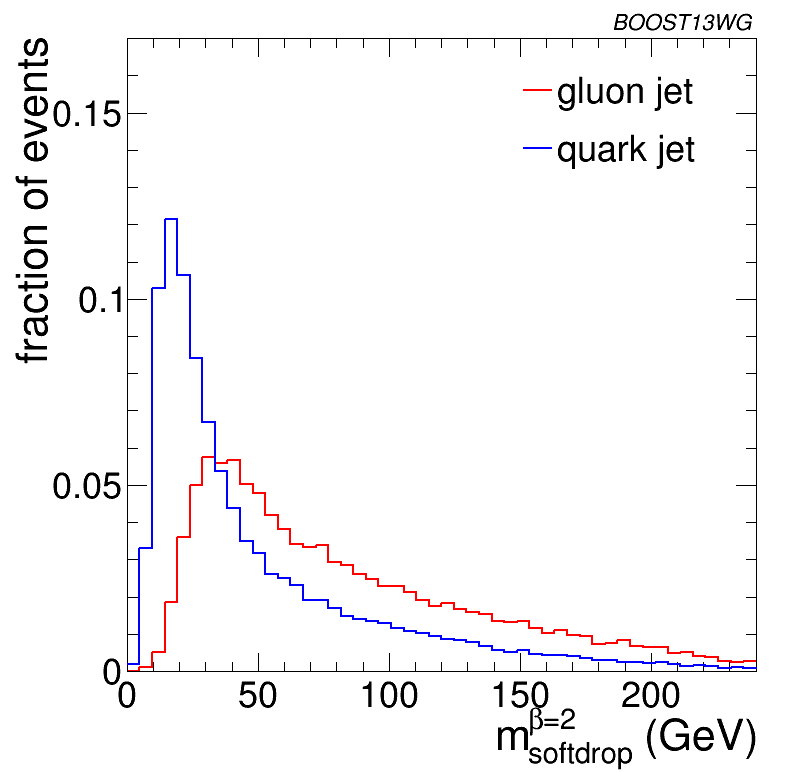 BOOST13WG
gluon jet
quark jet
fraction of events
0.15
0.1
0.05
0
0 50 100 150 200
m^{β=2}_{softdrop} (GeV)